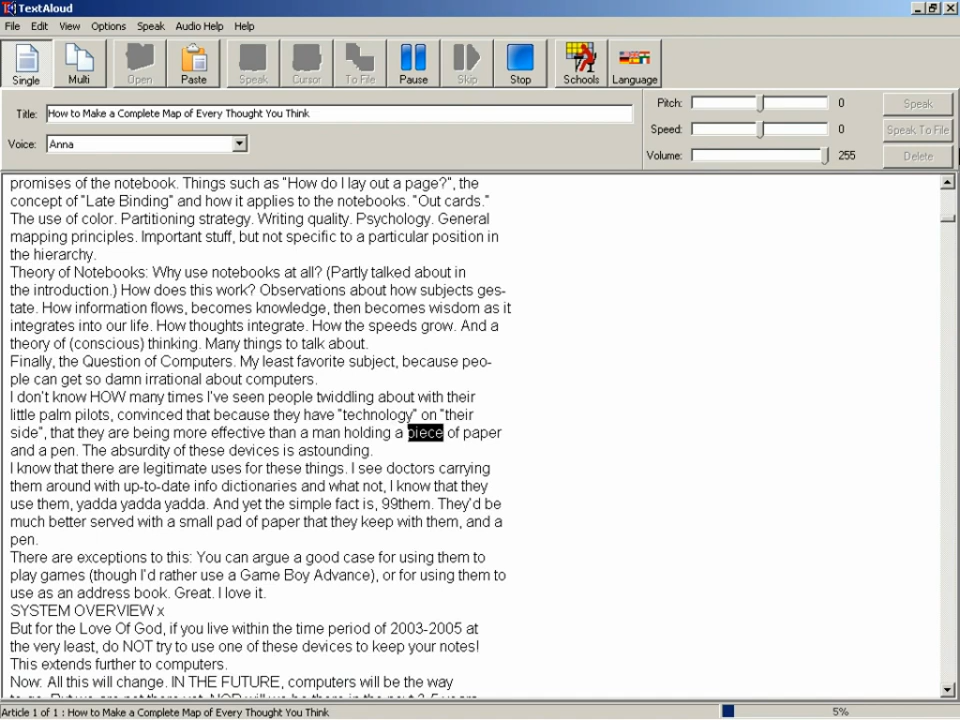 TextAloud
File Edit View Options Speak Audio Help Help
Single Multi Open Paste Speak Cursor To File Pause Skip Stop Schools Language
Title: How to Make a Complete Map of Every Thought You Think
Voice: Anna
Pitch: 0 Speak
Speed: 0 Speak To File
Volume: 255 Delete
promises of the notebook. Things such as "How do I lay out a page?", the
concept of "Late Binding" and how it applies to the notebooks. "Out cards."
The use of color. Partitioning strategy. Writing quality. Psychology. General
mapping principles. Important stuff, but not specific to a particular position in
the hierarchy.
Theory of Notebooks: Why use notebooks at all? (Partly talked about in
the introduction.) How does this work? Observations about how subjects ges-
tate. How information flows, becomes knowledge, then becomes wisdom as it
integrates into our life. How thoughts integrate. How the speeds grow. And a
theory of (conscious) thinking. Many things to talk about.
Finally, the Question of Computers. My least favorite subject, because peo-
ple can get so damn irrational about computers.
I don't know HOW many times I've seen people twiddling about with their
little palm pilots, convinced that because they have "technology" on "their
side", that they are being more effective than a man holding a piece of paper
and a pen. The absurdity of these devices is astounding.
I know that there are legitimate uses for these things. I see doctors carrying
them around with up-to-date info dictionaries and what not, I know that they
use them, yadda yadda yadda. And yet the simple fact is, 99them. They'd be
much better served with a small pad of paper that they keep with them, and a
pen.
There are exceptions to this: You can argue a good case for using them to
play games (though I'd rather use a Game Boy Advance), or for using them to
use as an address book. Great. I love it.
SYSTEM OVERVIEW x
But for the Love Of God, if you live within the time period of 2003-2005 at
the very least, do NOT try to use one of these devices to keep your notes!
This extends further to computers.
Now: All this will change. IN THE FUTURE, computers will be the way
Article 1 of 1 : How to Make a Complete Map of Every Thought You Think 5%